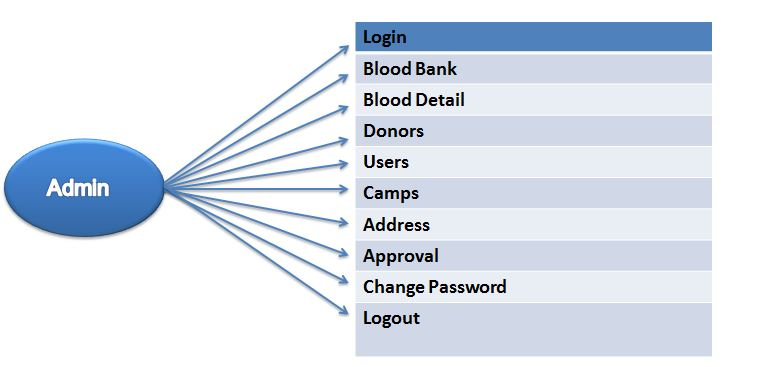 Admin
Login
Blood Bank
Blood Detail
Donors
Users
Camps
Address
Approval
Change Password
Logout